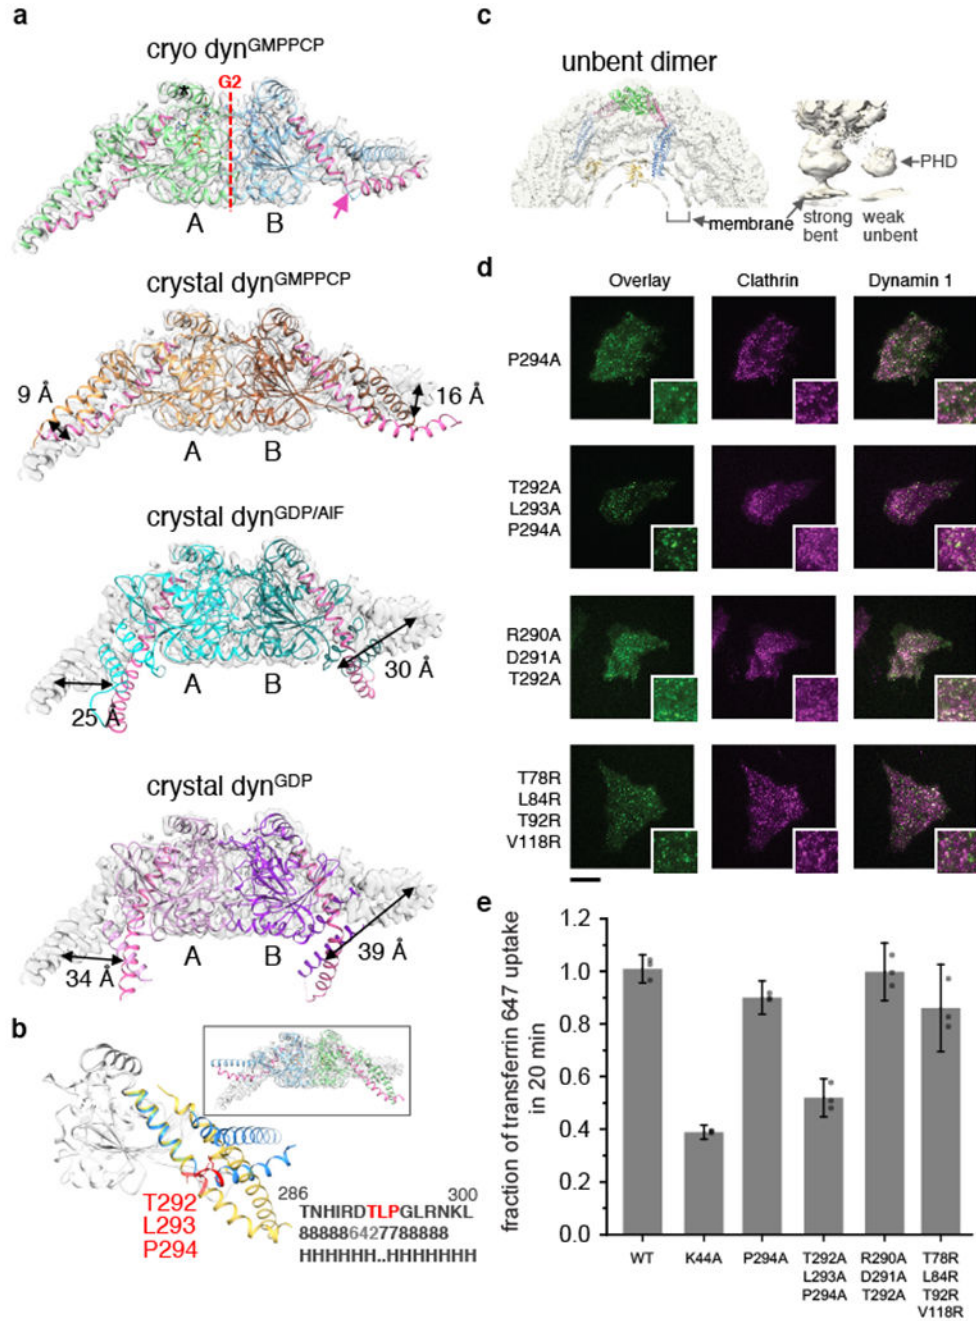 a
cryo dynGMPPCP
*
G2
A
B
crystal dynGMPPCP
9 Å
16 Å
A
B
crystal dynGDP/AlF
25 Å
30 Å
A
B
crystal dynGDP
34 Å
39 Å
A
B
b
T292
L293
P294
286
300
TNHIRDTLPGLRNKL
888886427788888
HHHHHH..HHHHHHHH
c
unbent dimer
PHD
membrane
strong
bent
weak
unbent
d
Overlay
Clathrin
Dynamin 1
P294A
T292A
L293A
P294A
R290A
D291A
T292A
T78R
L84R
T92R
V118R
e
fraction of transferrin 647 uptake
in 20 min
1.2
1.0
0.8
0.6
0.4
0.2
0.0
WT
K44A
P294A
T292A
L293A
P294A
R290A
D291A
T292A
T78R
L84R
T92R
V118R